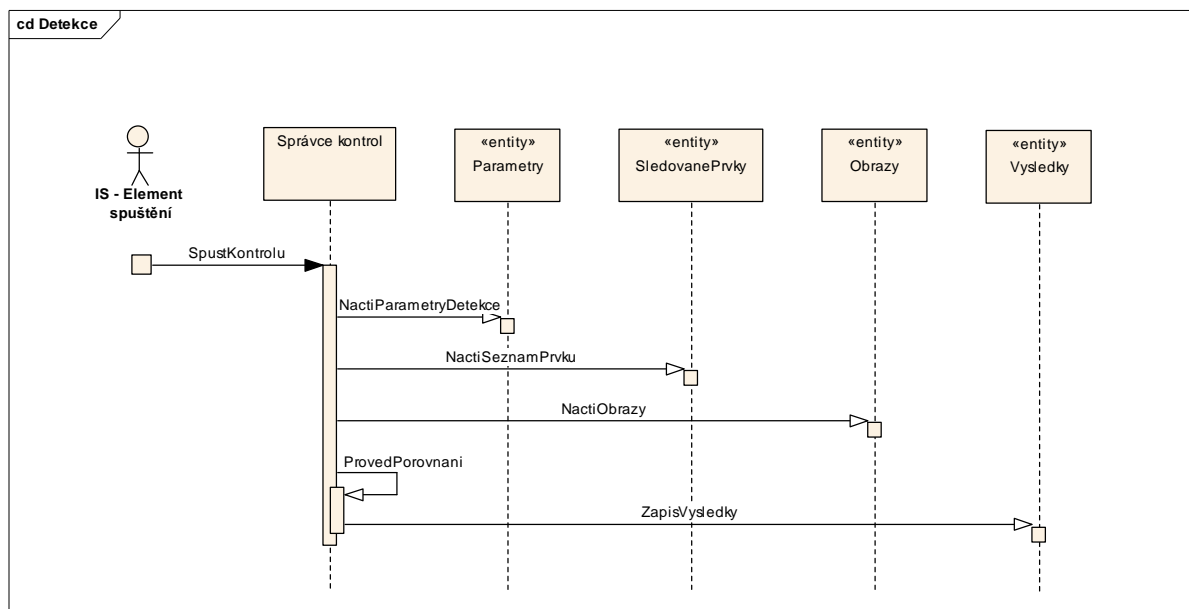 cd Detekce
IS - Element
spuštění
Správce kontrol
«entity»
Parametry
«entity»
SledovanePrvky
«entity»
Obrazy
«entity»
Vysledky
SpustKontrolu
NactiParametryDetekce
NactiSeznamPrvku
NactiObrazy
ProvedPorovnani
ZapisVysledky